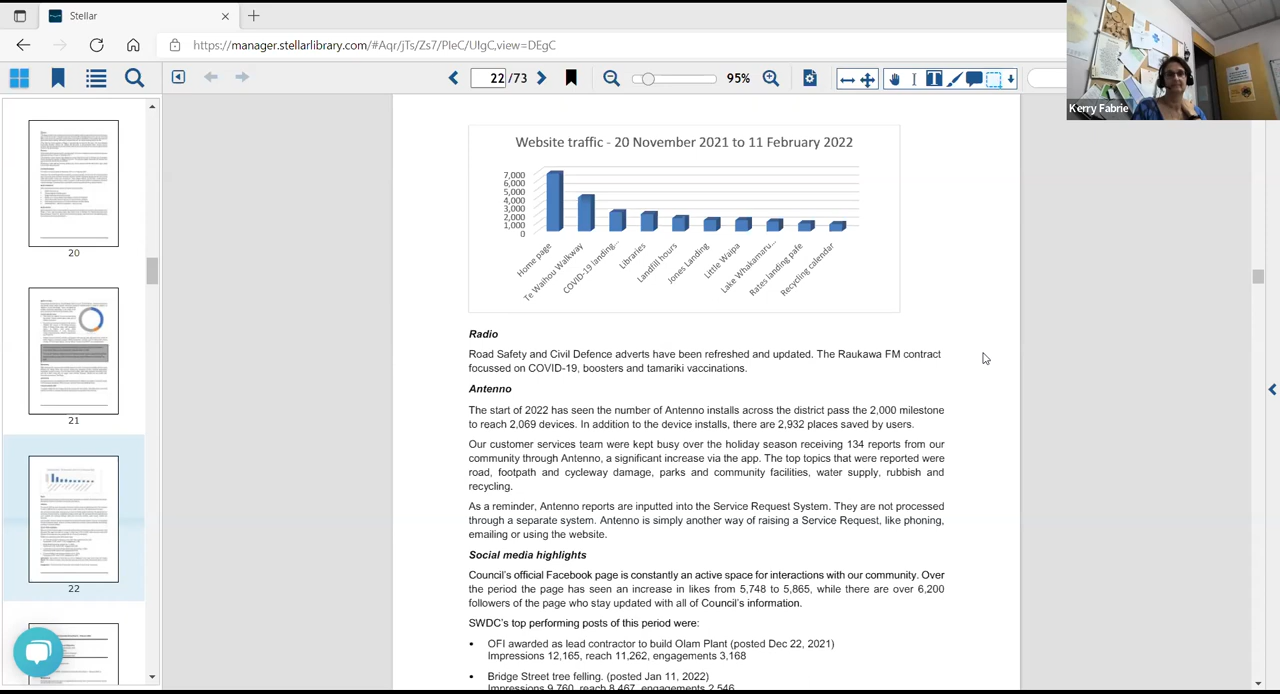 Stellar
https://manager.stellarlibrary.com/#Aqr/jTs/Zs7/PIeC/UIgC,view=DEgC
22 /73
95%
Kerry Fabrie
20
21
22
Website traffic - 20 November 2021 to 11 February 2022
7,000
6,000
5,000
4,000
3,000
2,000
1,000
0
Home page
Te Waihou Walkway
COVID-19 landing...
Libraries
Landfill hours
Jones Landing
Little Waipa
Lake Whakamaru...
Rates landing pafe
Recycling calendar
Radio
Road Safety and Civil Defence adverts have been refreshed and updated. The Raukawa FM contract
focussed on COVID-19, boosters and tamariki vaccinations.
Antenno
The start of 2022 has seen the number of Antenno installs across the district pass the 2,000 milestone
to reach 2,069 devices. In addition to the device installs, there are 2,932 places saved by users.
Our customer services team were kept busy over the holiday season receiving 134 reports from our
community through Antenno, a significant increase via the app. The top topics that were reported were
road, footpath and cycleway damage, parks and community facilities, water supply, rubbish and
recycling.
As a reminder, Antenno reports are inputted into the Service Request System. They are not processed
through a separate system. Antenno is simply another way of raising a Service Request, like phoning,
emailing or using the website.
Social media highlights
Council's official Facebook page is constantly an active space for interactions with our community. Over
the period the page has seen an increase in likes from 5,748 to 5,865, while there are over 6,200
followers of the page who stay updated with all of Council's information.
SWDC's top performing posts of this period were:
• OFI awarded as lead contractor to build Olam Plant (posted Dec 22, 2021)
Impressions 12,165, reach 11,262, engagements 3,168
• Bridge Street tree felling. (posted Jan 11, 2022)
Impressions 9,760, reach 8,467, engagements 2,546